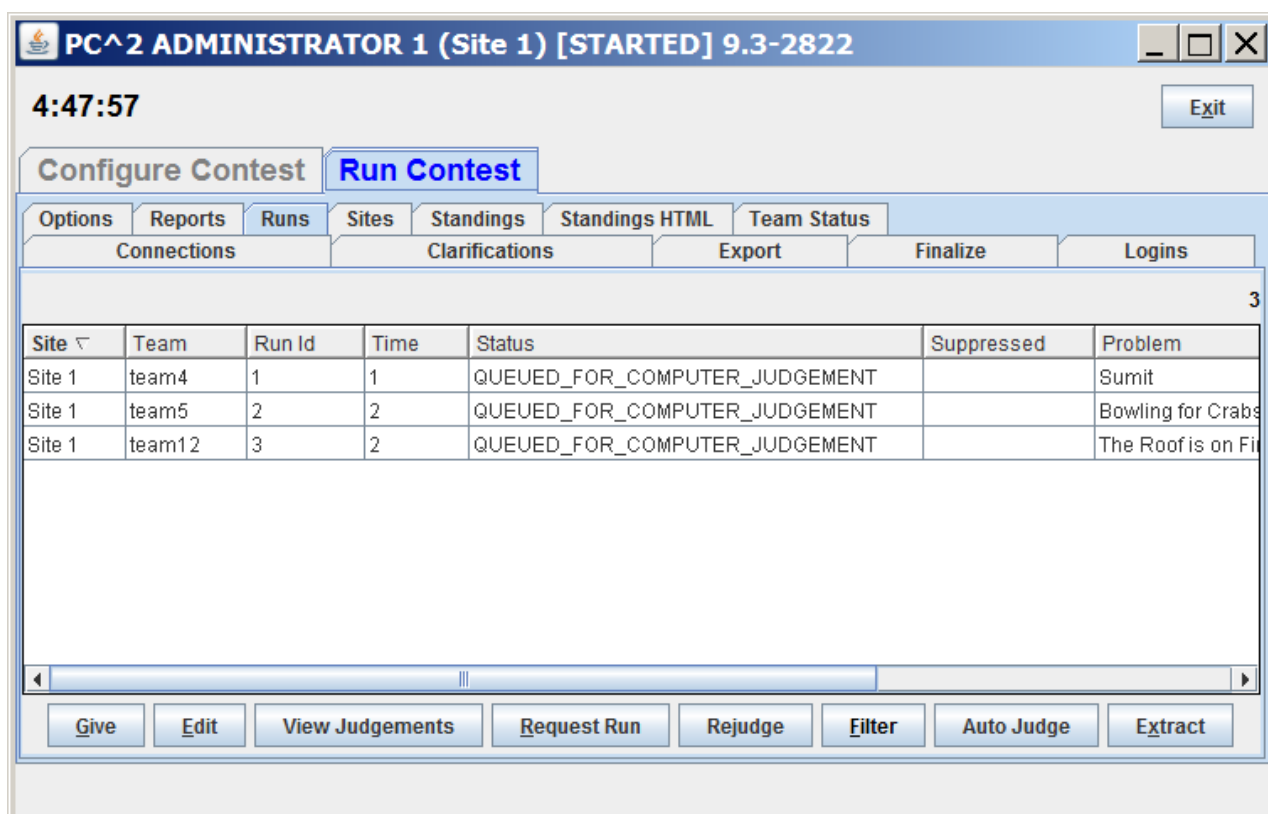 PC^2 ADMINISTRATOR 1 (Site 1) [STARTED] 9.3-2822
4:47:57 Exit
Configure Contest Run Contest
Options Reports Runs Sites Standings Standings HTML Team Status
Connections Clarifications Export Finalize Logins
3
Site Team Run Id Time Status Suppressed Problem
Site 1 team4 1 1 QUEUED_FOR_COMPUTER_JUDGEMENT Sumit
Site 1 team5 2 2 QUEUED_FOR_COMPUTER_JUDGEMENT Bowling for Crabs
Site 1 team12 3 2 QUEUED_FOR_COMPUTER_JUDGEMENT The Roof is on Fi
Give Edit View Judgements Request Run Rejudge Filter Auto Judge Extract